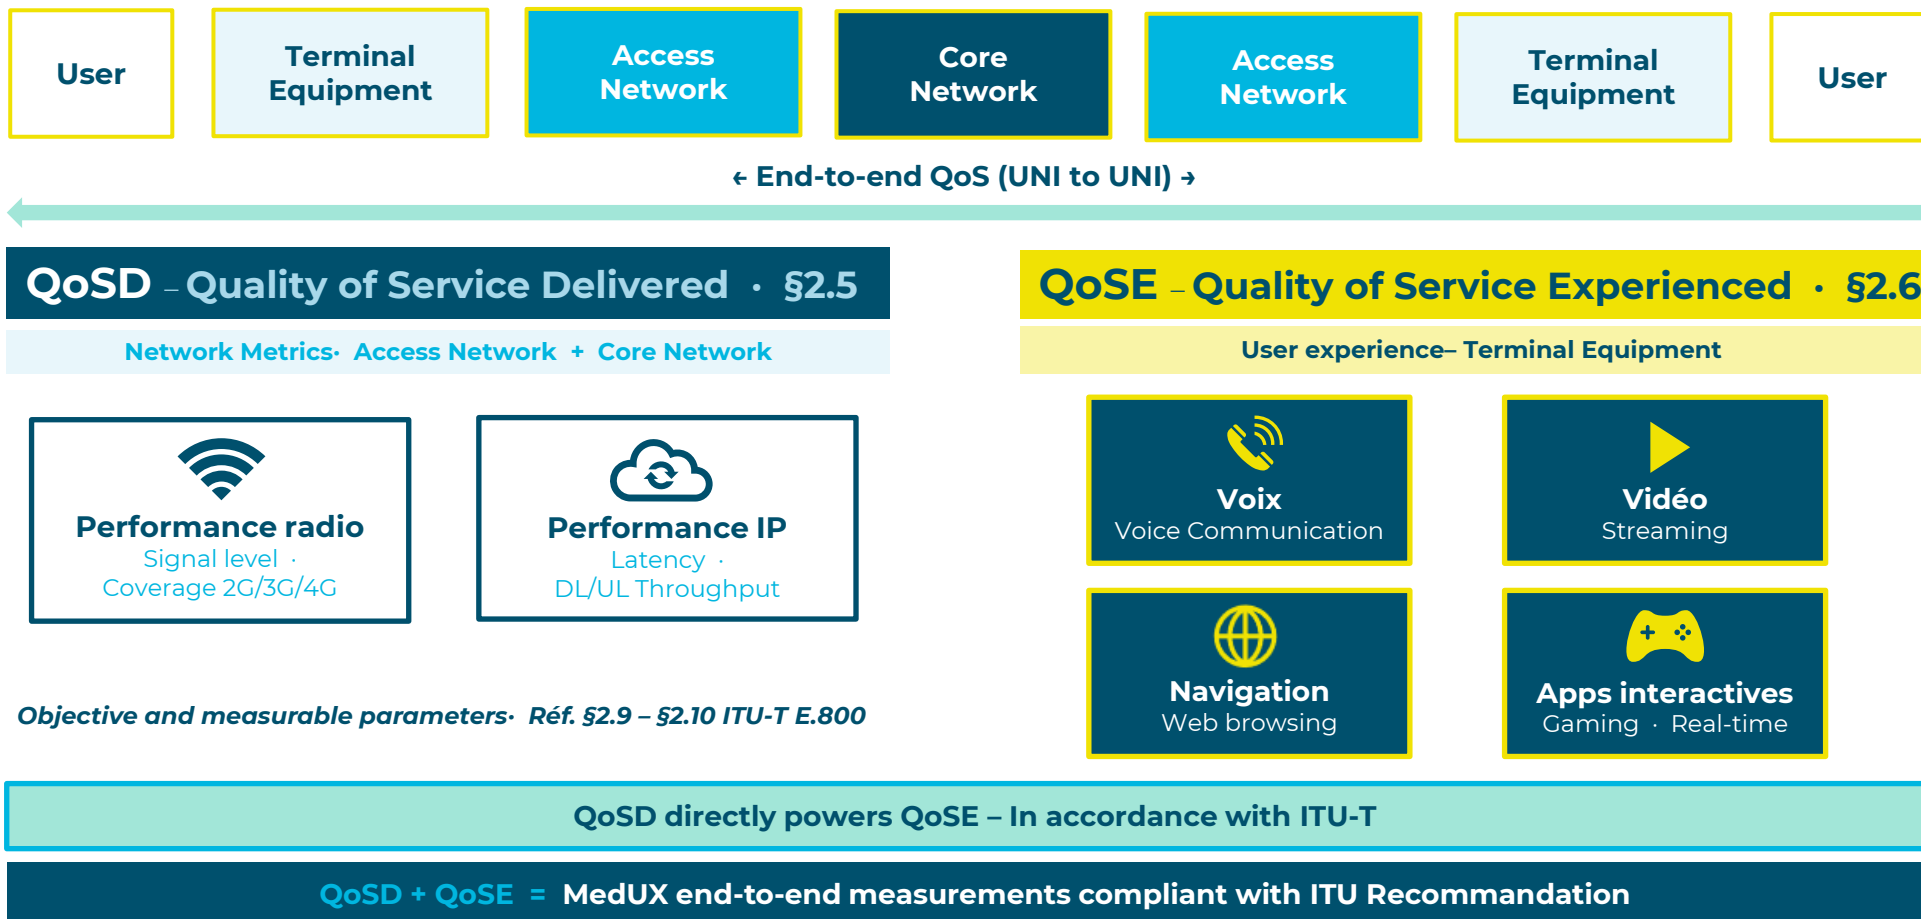 User
Terminal
Equipment
Access
Network
Core
Network
Access
Network
Terminal
Equipment
User
← End-to-end QoS (UNI to UNI) →
QoSD – Quality of Service Delivered · §2.5
Network Metrics· Access Network + Core Network
Performance radio
Signal level ·
Coverage 2G/3G/4G
Performance IP
Latency ·
DL/UL Throughput
Objective and measurable parameters· Réf. §2.9 – §2.10 ITU-T E.800
QoSE – Quality of Service Experienced · §2.6
User experience– Terminal Equipment
Voix
Voice Communication
Vidéo
Streaming
Navigation
Web browsing
Apps interactives
Gaming · Real-time
QoSD directly powers QoSE – In accordance with ITU-T
QoSD + QoSE = MedUX end-to-end measurements compliant with ITU Recommandation